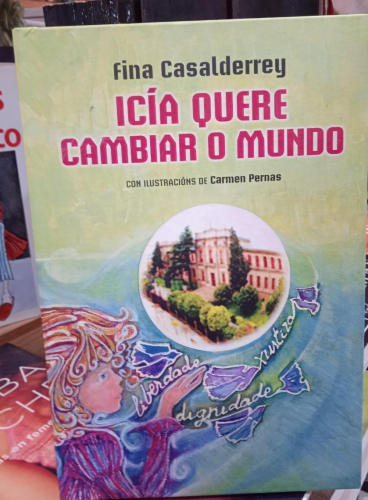 Fina Casalderrey
ICÍA QUERE
CAMBIAR O MUNDO
CON ILUSTRACIÓNS DE Carmen Pernas
liberdade
xustiza
dignidade